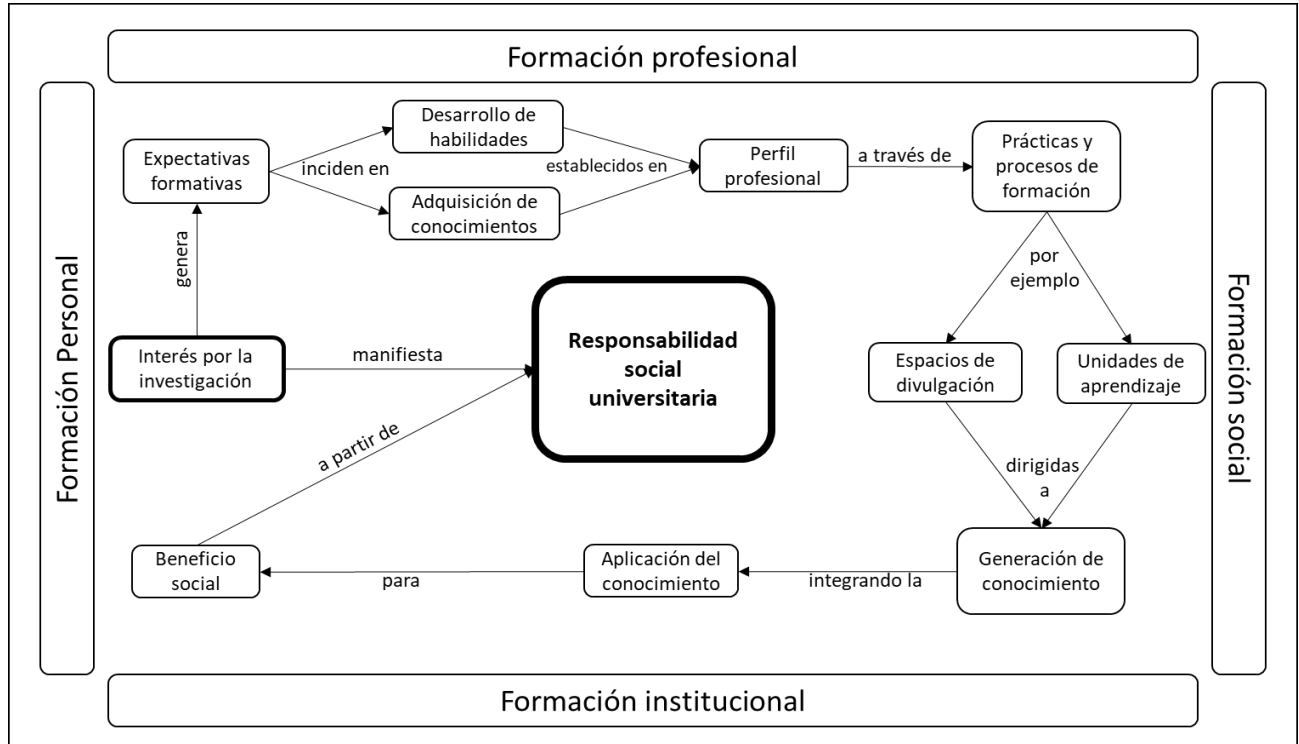 Formación profesional
Formación Personal
Formación social
Expectativas
formativas
inciden en
Desarrollo de
habilidades
Adquisición de
conocimientos
establecidos en
Perfil
profesional
a través de
Prácticas y
procesos de
formación
genera
por
ejemplo
Interés por la
investigación
manifiesta
Responsabilidad
social
universitaria
Espacios de
divulgación
Unidades de
aprendizaje
a partir de
dirigidas
a
Beneficio
social
para
Aplicación del
conocimiento
integrando la
Generación de
conocimiento
Formación institucional